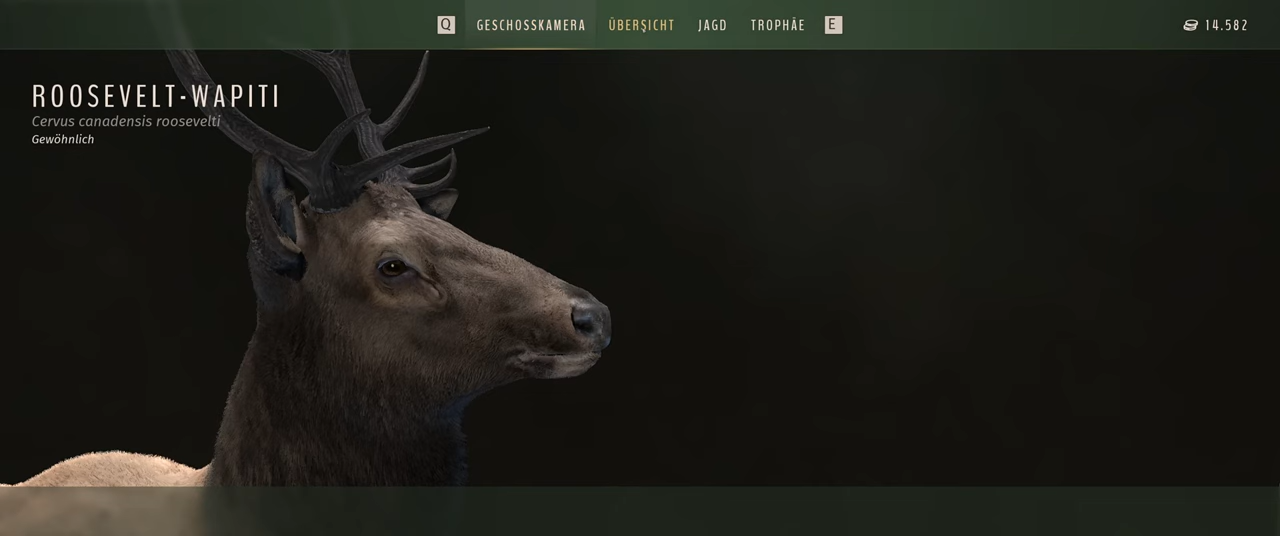 Q GESCHOSSKAMERA ÜBERSICHT JAGD TROPHÄE E 14.582
ROOSEVELT-WAPITI
Cervus canadensis roosevelti
Gewöhnlich